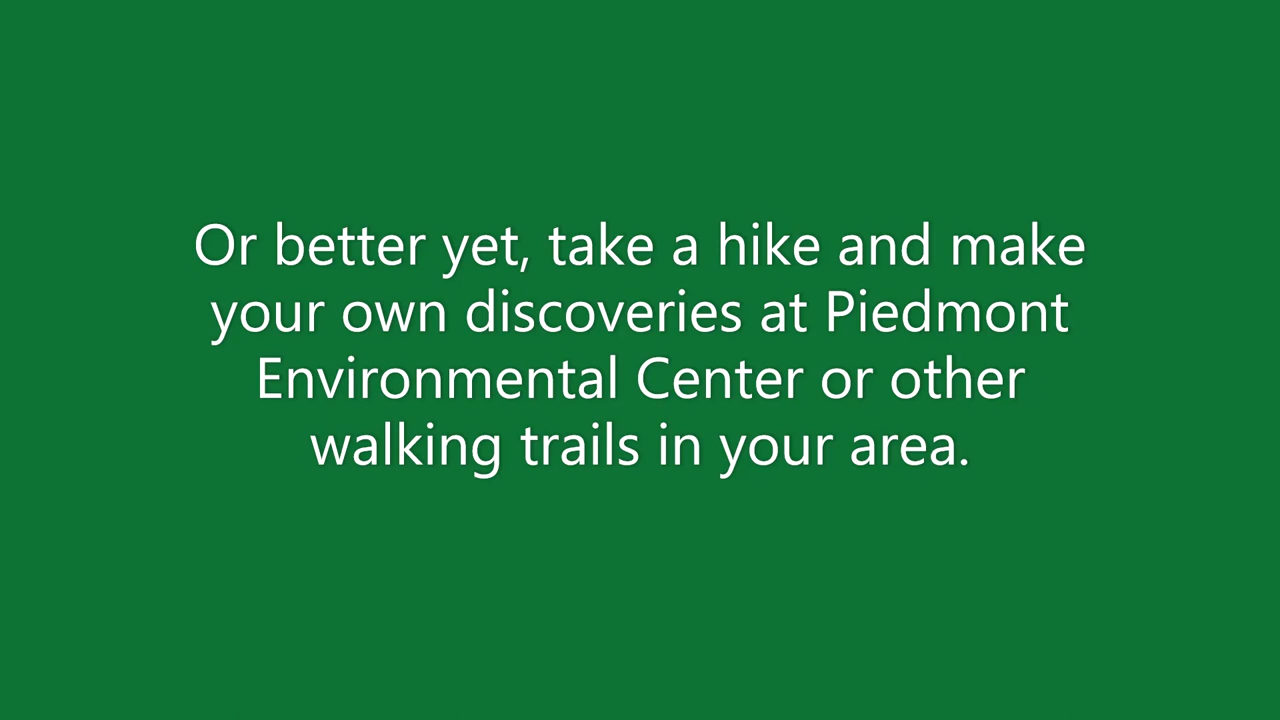 Or better yet, take a hike and make
your own discoveries at Piedmont
Environmental Center or other
walking trails in your area.